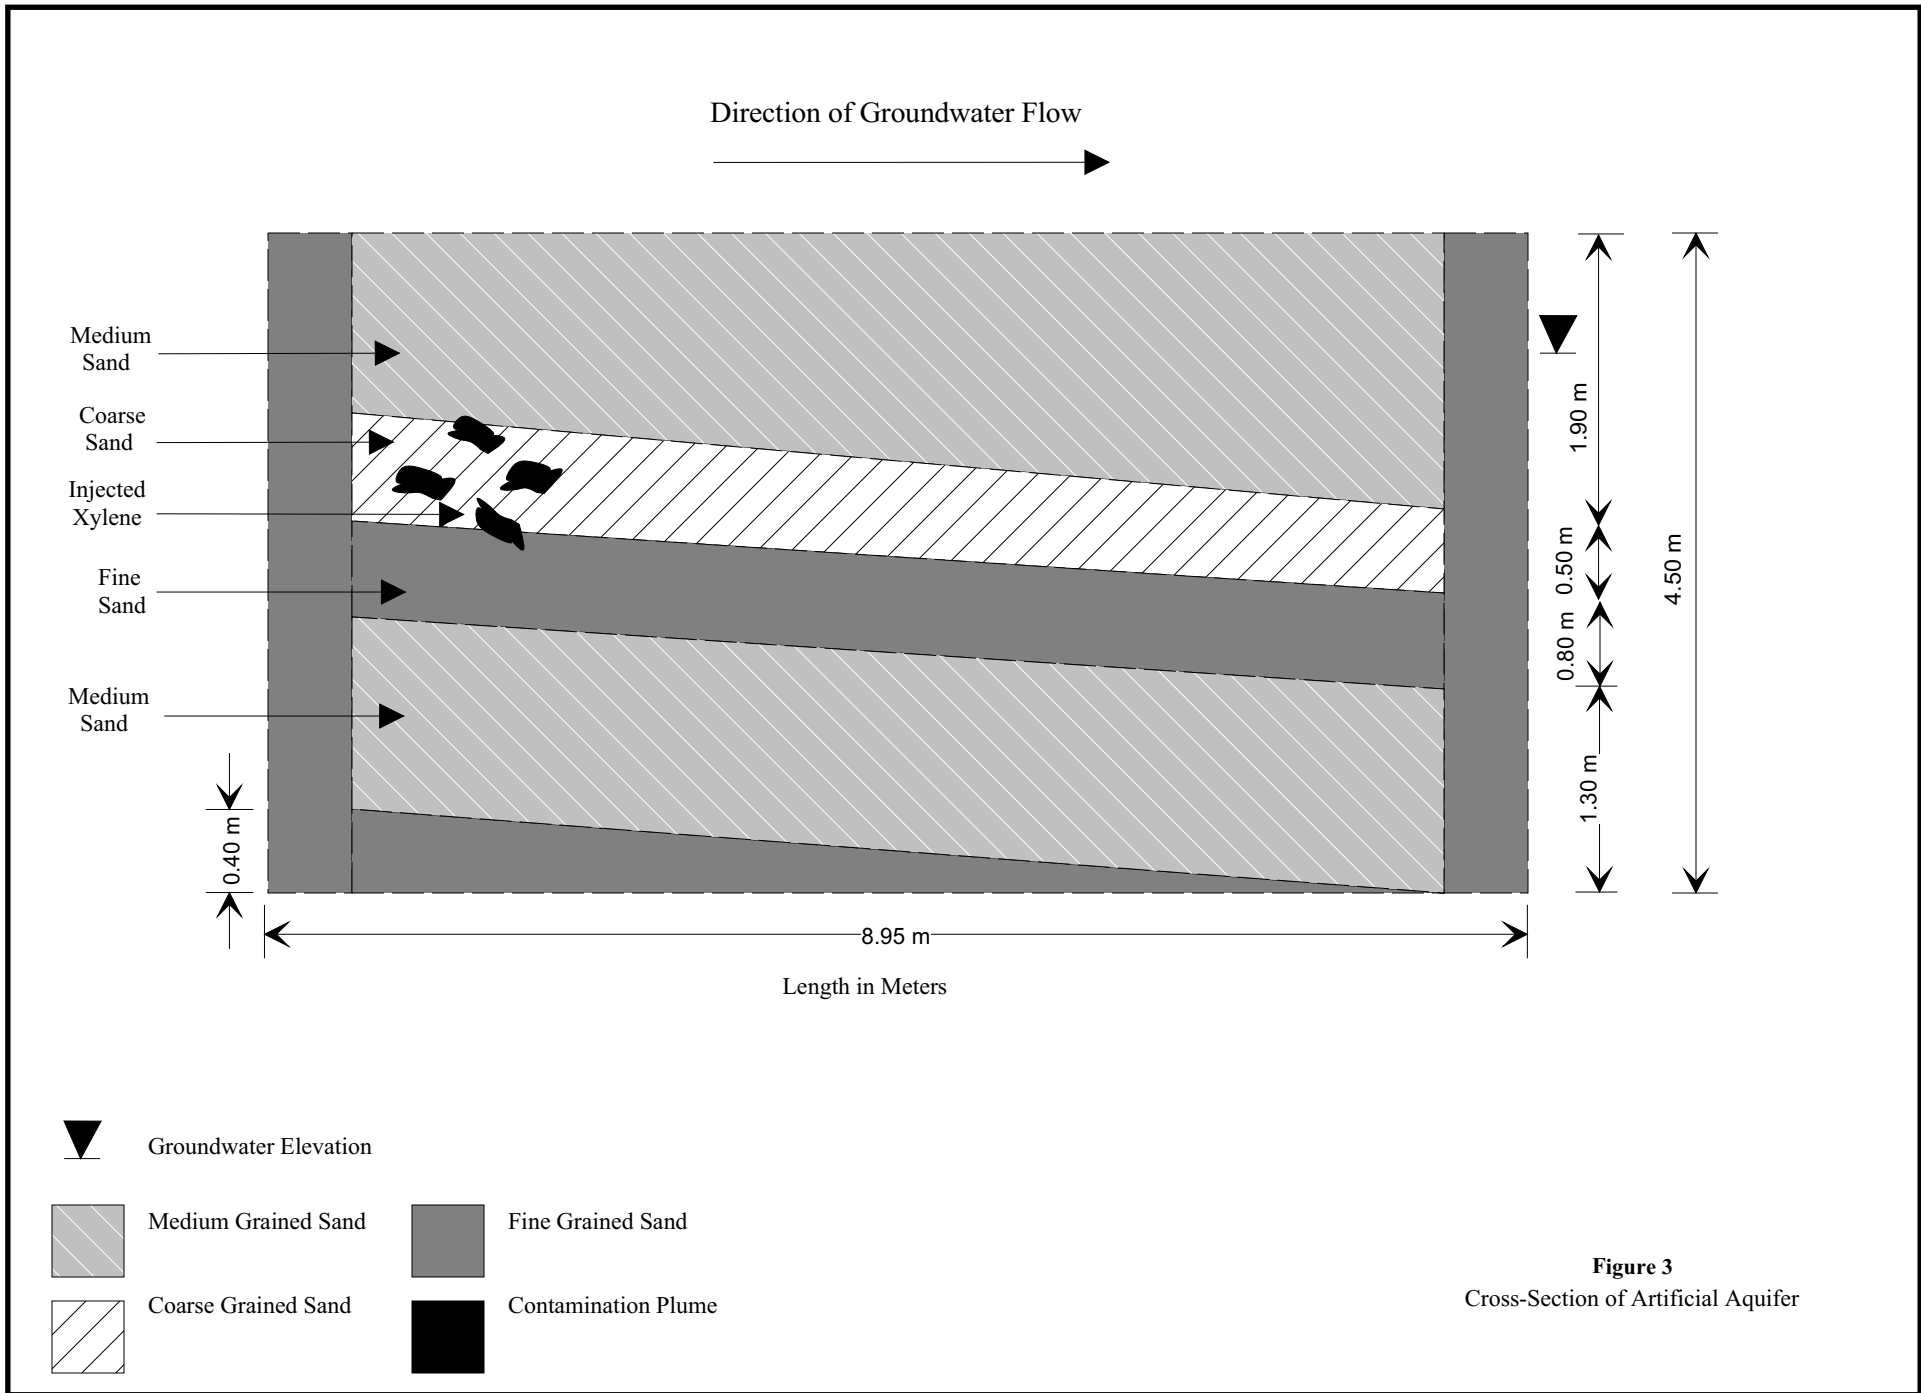 Direction of Groundwater Flow
Medium
Sand
Coarse
Sand
Injected
Xylene
Fine
Sand
Medium
Sand
0.40 m
1.90 m
0.50 m
0.80 m
1.30 m
4.50 m
8.95 m
Length in Meters
Groundwater Elevation
Medium Grained Sand
Fine Grained Sand
Coarse Grained Sand
Contamination Plume
Figure 3
Cross-Section of Artificial Aquifer